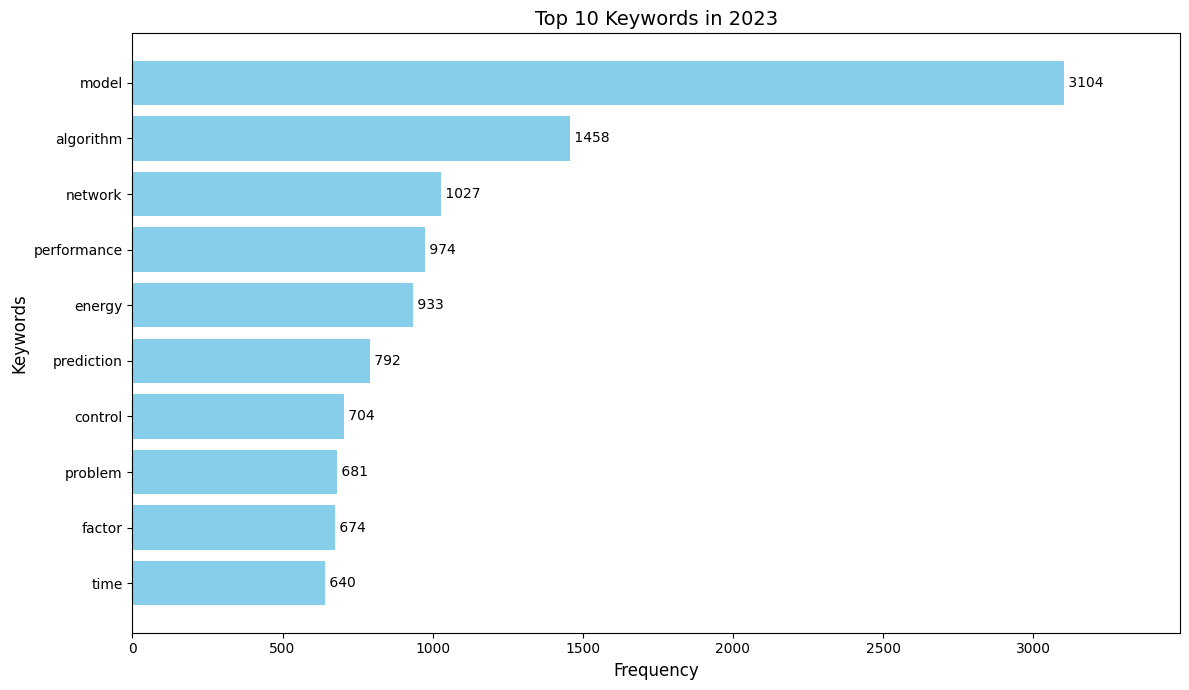 Top 10 Keywords in 2023
Keywords
model 3104
algorithm 1458
network 1027
performance 974
energy 933
prediction 792
control 704
problem 681
factor 674
time 640
0 500 1000 1500 2000 2500 3000
Frequency